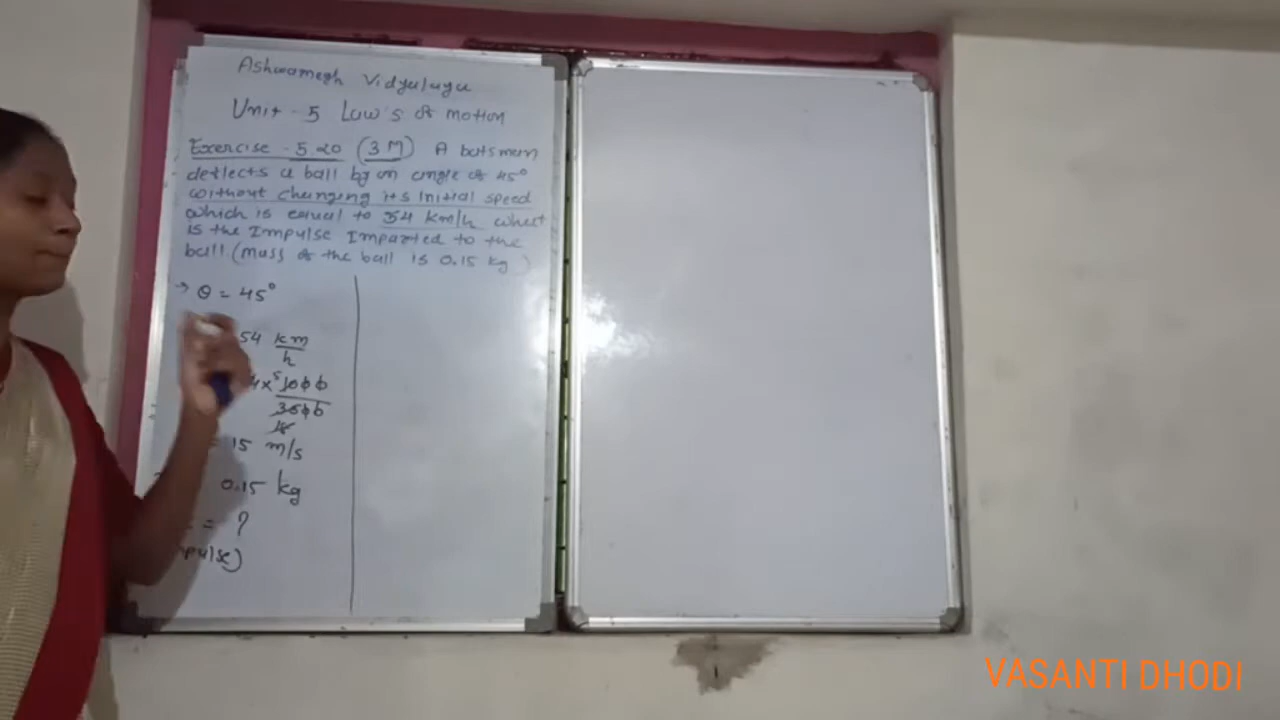 Ashwamegh Vidyalaya
Unit - 5 Law's of motion
Exercise - 5.20 (3 M) A batsman
deflects a ball by an angle of 45°
without changing its initial speed
which is equal to 54 km/h what
is the Impulse Imparted to the
ball. (mass of the ball is 0.15 kg)
→ θ = 45°
54 km
h
4 x 5 1000
3600
18
= 15 m/s
0.15 kg
= ?
pulse)
VASANTI DHODI